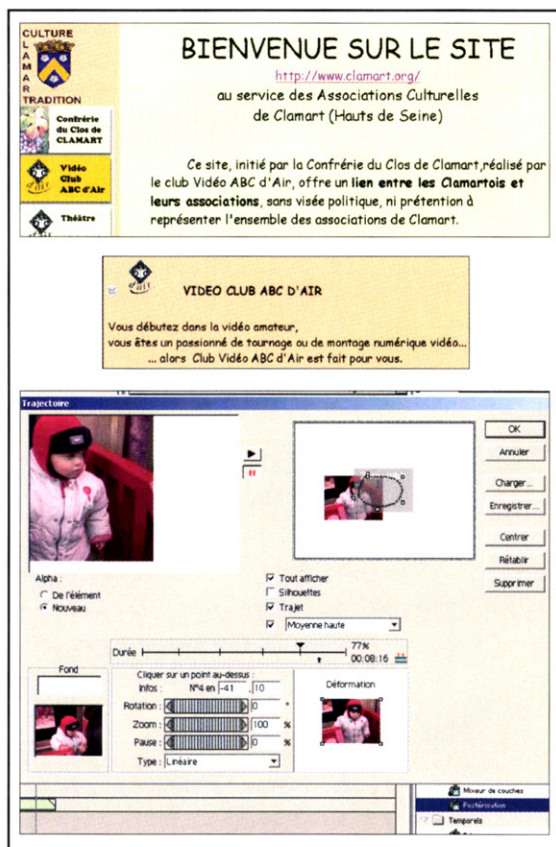 CULTURE
CLAMART
TRADITION
Confrérie
du Clos de
CLAMART
Vidéo
Club
ABC d'Air
d'air
Théâtre
BIENVENUE SUR LE SITE
http://www.clamart.org/
au service des Associations Culturelles
de Clamart (Hauts de Seine)
Ce site, initié par la Confrérie du Clos de Clamart,réalisé par
le club Vidéo ABC d'Air, offre un lien entre les Clamartois et
leurs associations, sans visée politique, ni prétention à
représenter l'ensemble des associations de Clamart.
d'air
VIDEO CLUB ABC D'AIR
Vous débutez dans la vidéo amateur,
vous êtes un passionné de tournage ou de montage numérique vidéo...
... alors Club Vidéo ABC d'Air est fait pour vous.
Trajectoire
OK
Annuler
Charger...
Enregistrer...
Centrer
Rétablir
Supprimer
Alpha :
De l'élément
Nouveau
Tout afficher
Silhouettes
Trajet
Moyenne haute
Durée
77%
00:08:16
Fond
Cliquer sur un point au-dessus :
Infos : N°4 en -41 , 10
Rotation : 0 °
Zoom : 100 %
Pause : 0 %
Type : Linéaire
Déformation
Mixeur de couches
Postérisation
Temporels